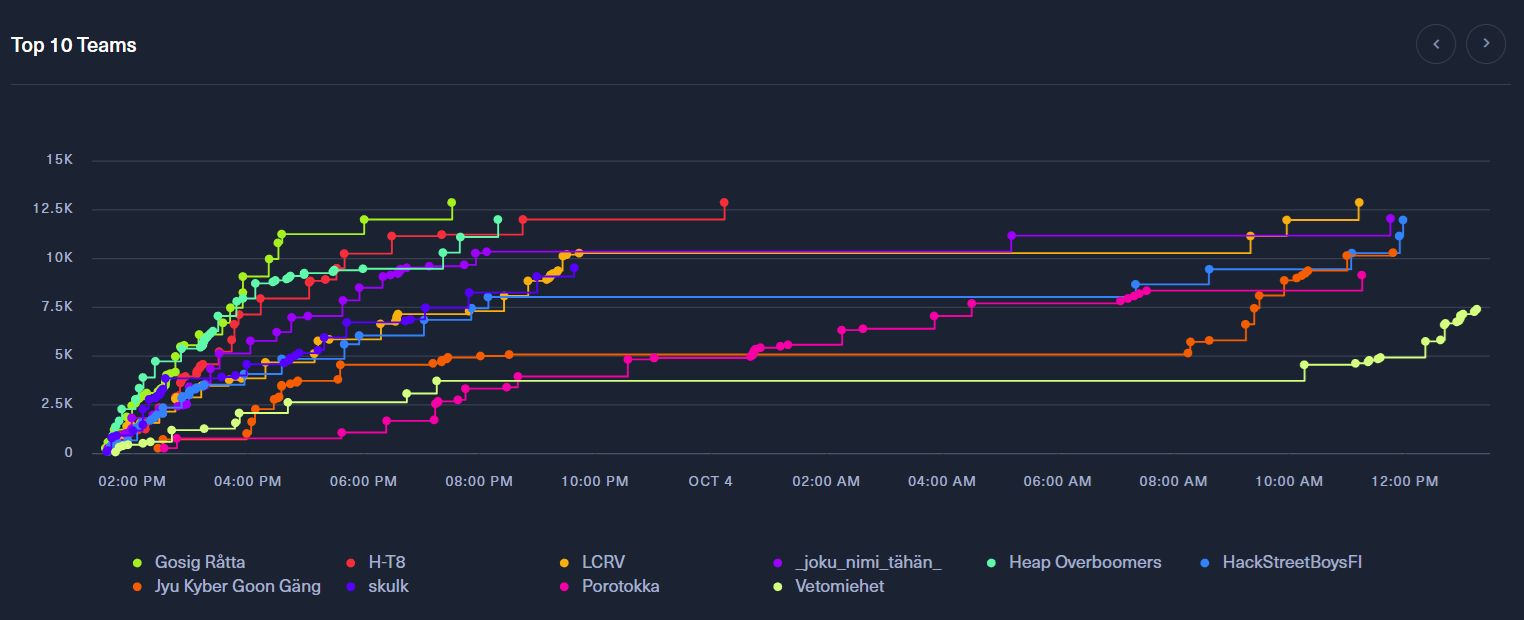 Top 10 Teams
15K
12.5K
10K
7.5K
5K
2.5K
0
02:00 PM 04:00 PM 06:00 PM 08:00 PM 10:00 PM OCT 4 02:00 AM 04:00 AM 06:00 AM 08:00 AM 10:00 AM 12:00 PM
Gosig Råtta H-T8 LCRV _joku_nimi_tähän_ Heap Overboomers HackStreetBoysFI
Jyu Kyber Goon Gäng skulk Porotokka Vetomiehet